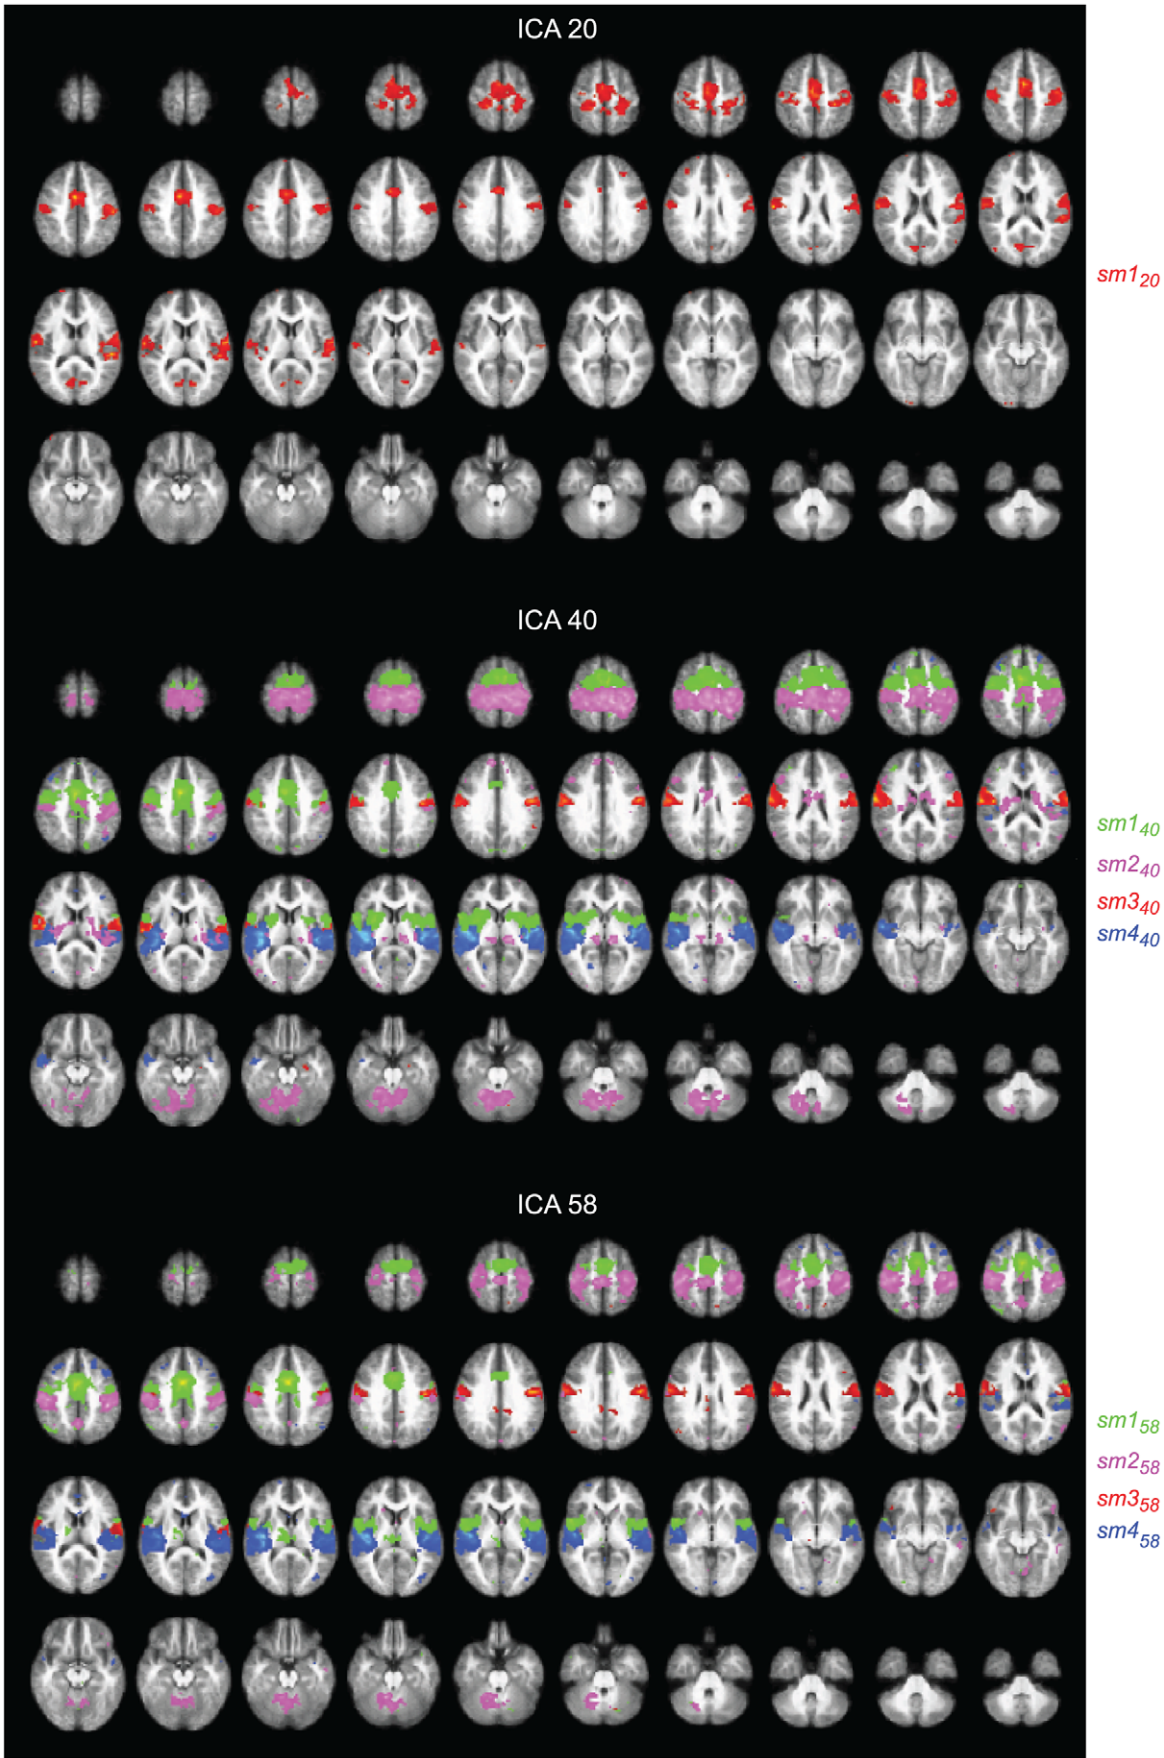 ICA 20
sm1₂₀
ICA 40
sm1₄₀
sm2₄₀
sm3₄₀
sm4₄₀
ICA 58
sm1₅₈
sm2₅₈
sm3₅₈
sm4₅₈